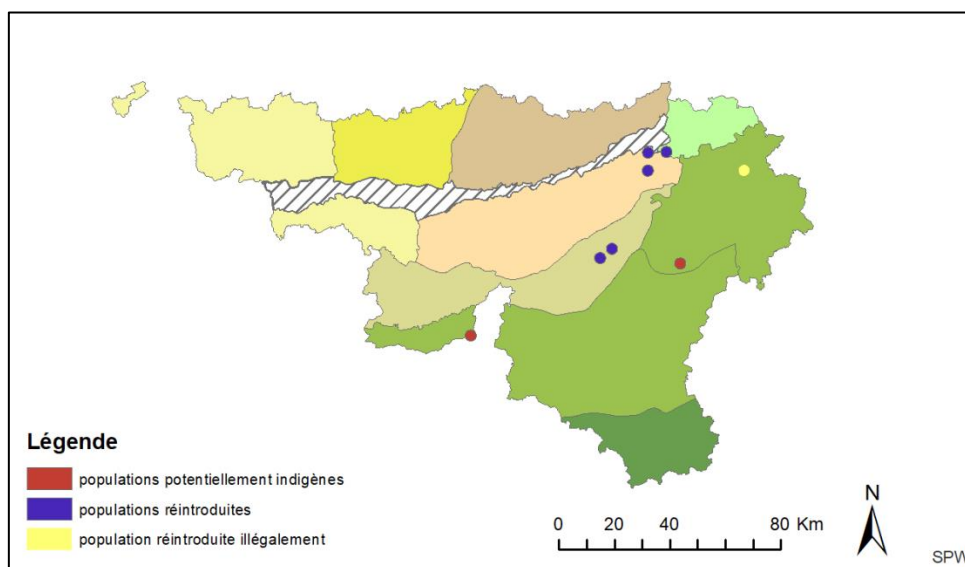 Légende
populations potentiellement indigènes
populations réintroduites
population réintroduite illégalement
0 20 40 80 Km
N
SPW